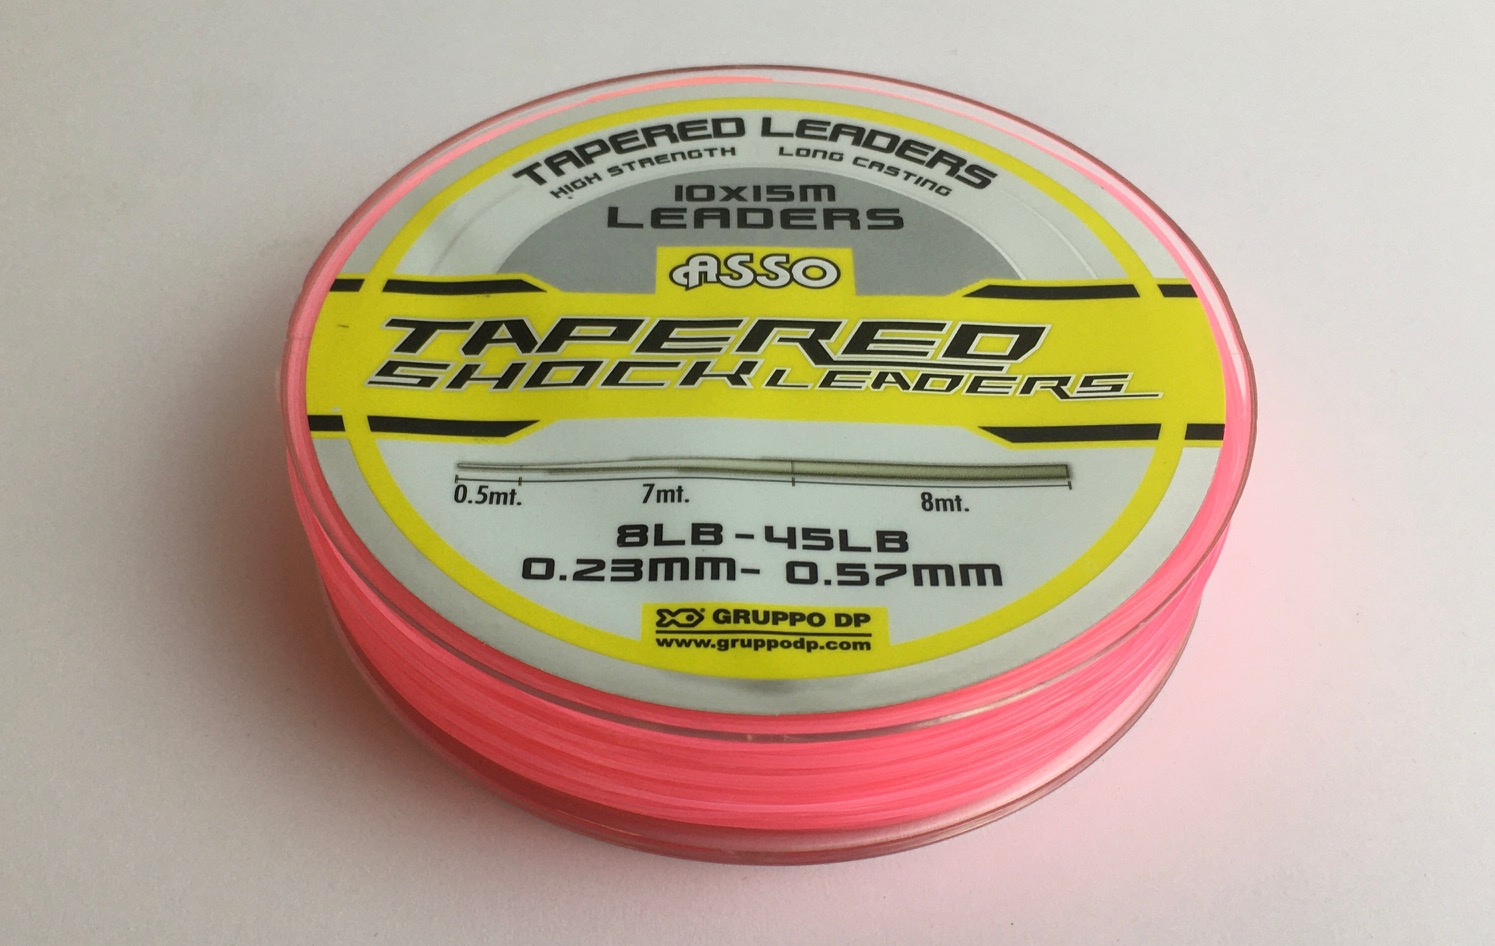 TAPERED LEADERS
HIGH STRENGTH LONG CASTING
10X15M
LEADERS
ASSO
TAPERED
SHOCK LEADERS
0.5mt. 7mt. 8mt.
8LB - 45LB
0.23MM - 0.57MM
GRUPPO DP
www.gruppodp.com